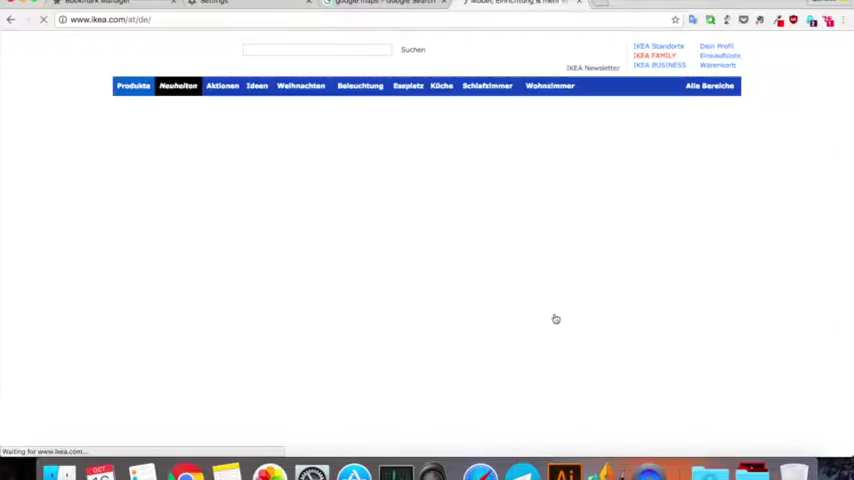 Bookmark Manager
Settings
google maps - Google Search
Möbel, Einrichtung & mehr
www.ikea.com/at/de/
Suchen
IKEA Newsletter
IKEA Standorte
IKEA FAMILY
IKEA BUSINESS
Dein Profil
Einkaufsliste
Warenkorb
Produkte Neuheiten Aktionen Ideen Weihnachten Beleuchtung Essplatz Küche Schlafzimmer Wohnzimmer Alle Bereiche
Waiting for www.ikea.com...
OCT
Ai